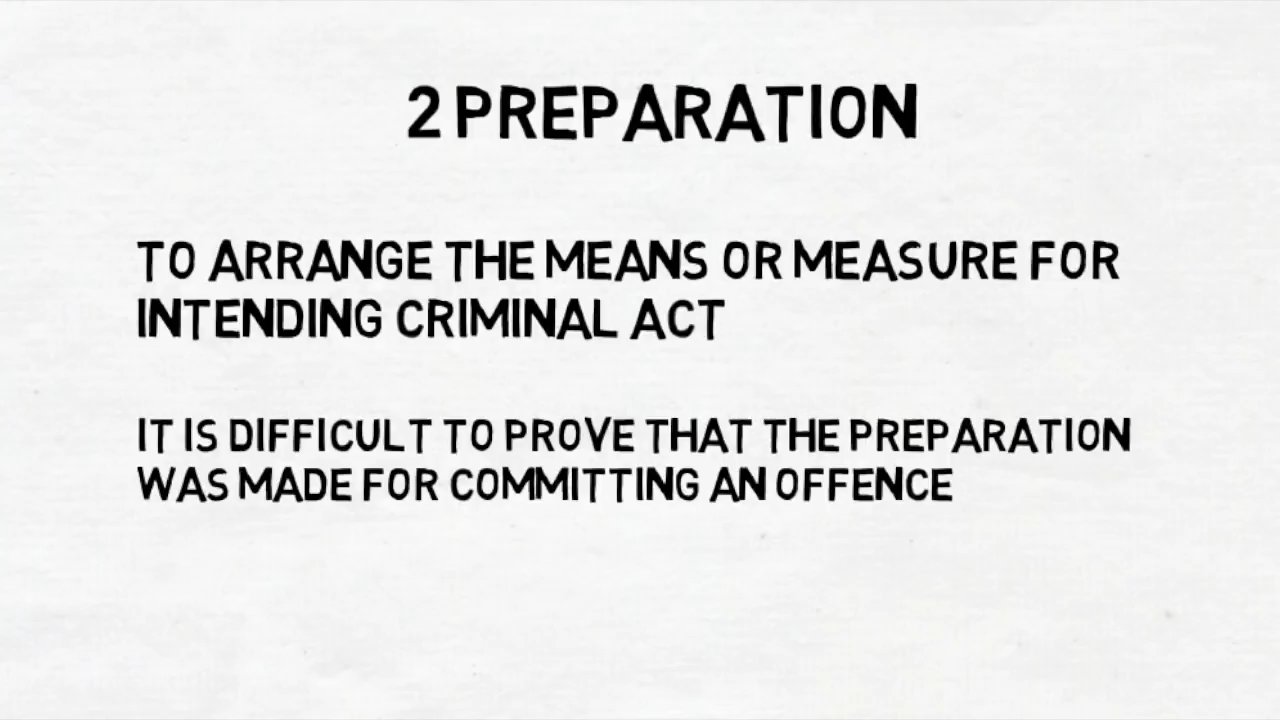 2 PREPARATION
TO ARRANGE THE MEANS OR MEASURE FOR
INTENDING CRIMINAL ACT
IT IS DIFFICULT TO PROVE THAT THE PREPARATION
WAS MADE FOR COMMITTING AN OFFENCE